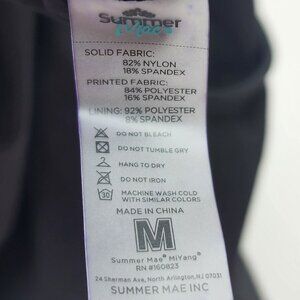 Summer
Mae
SOLID FABRIC:
82% NYLON
18% SPANDEX
PRINTED FABRIC:
84% POLYESTER
16% SPANDEX
LINING: 92% POLYESTER
8% SPANDEX
DO NOT BLEACH
DO NOT TUMBLE GRY
HANG TO DRY
DO NOT IRON
30
MACHINE WASH COLD
WITH SIMILAR COLORS
MADE IN CHINA
M
Summer Mae® MiYang®
RN #160823
24 Sherman Ave, North Arlington, NJ 07031
SUMMER MAE INC